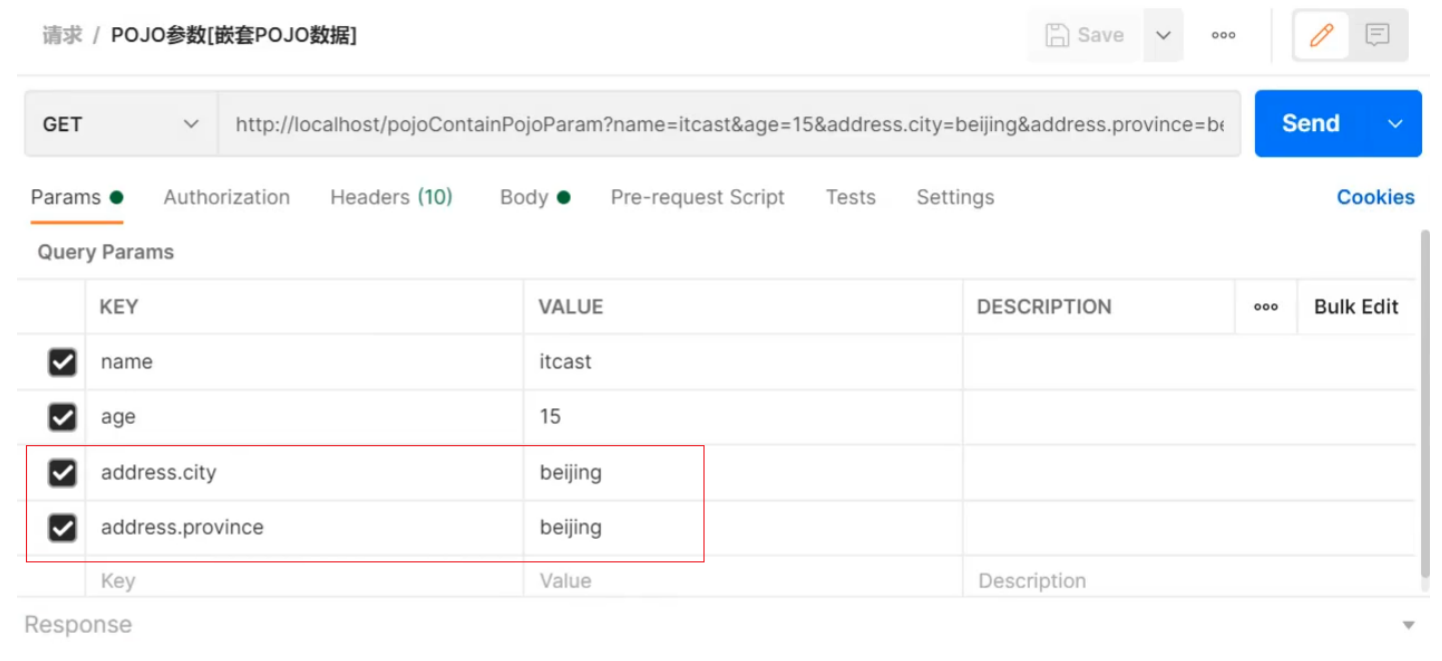 请求 / POJO参数[嵌套POJO数据] Save ooo
GET http://localhost/pojoContainPojoParam?name=itcast&age=15&address.city=beijing&address.province=be Send
Params Authorization Headers (10) Body Pre-request Script Tests Settings Cookies
Query Params
KEY VALUE DESCRIPTION ooo Bulk Edit
name itcast
age 15
address.city beijing
address.province beijing
Key Value Description
Response